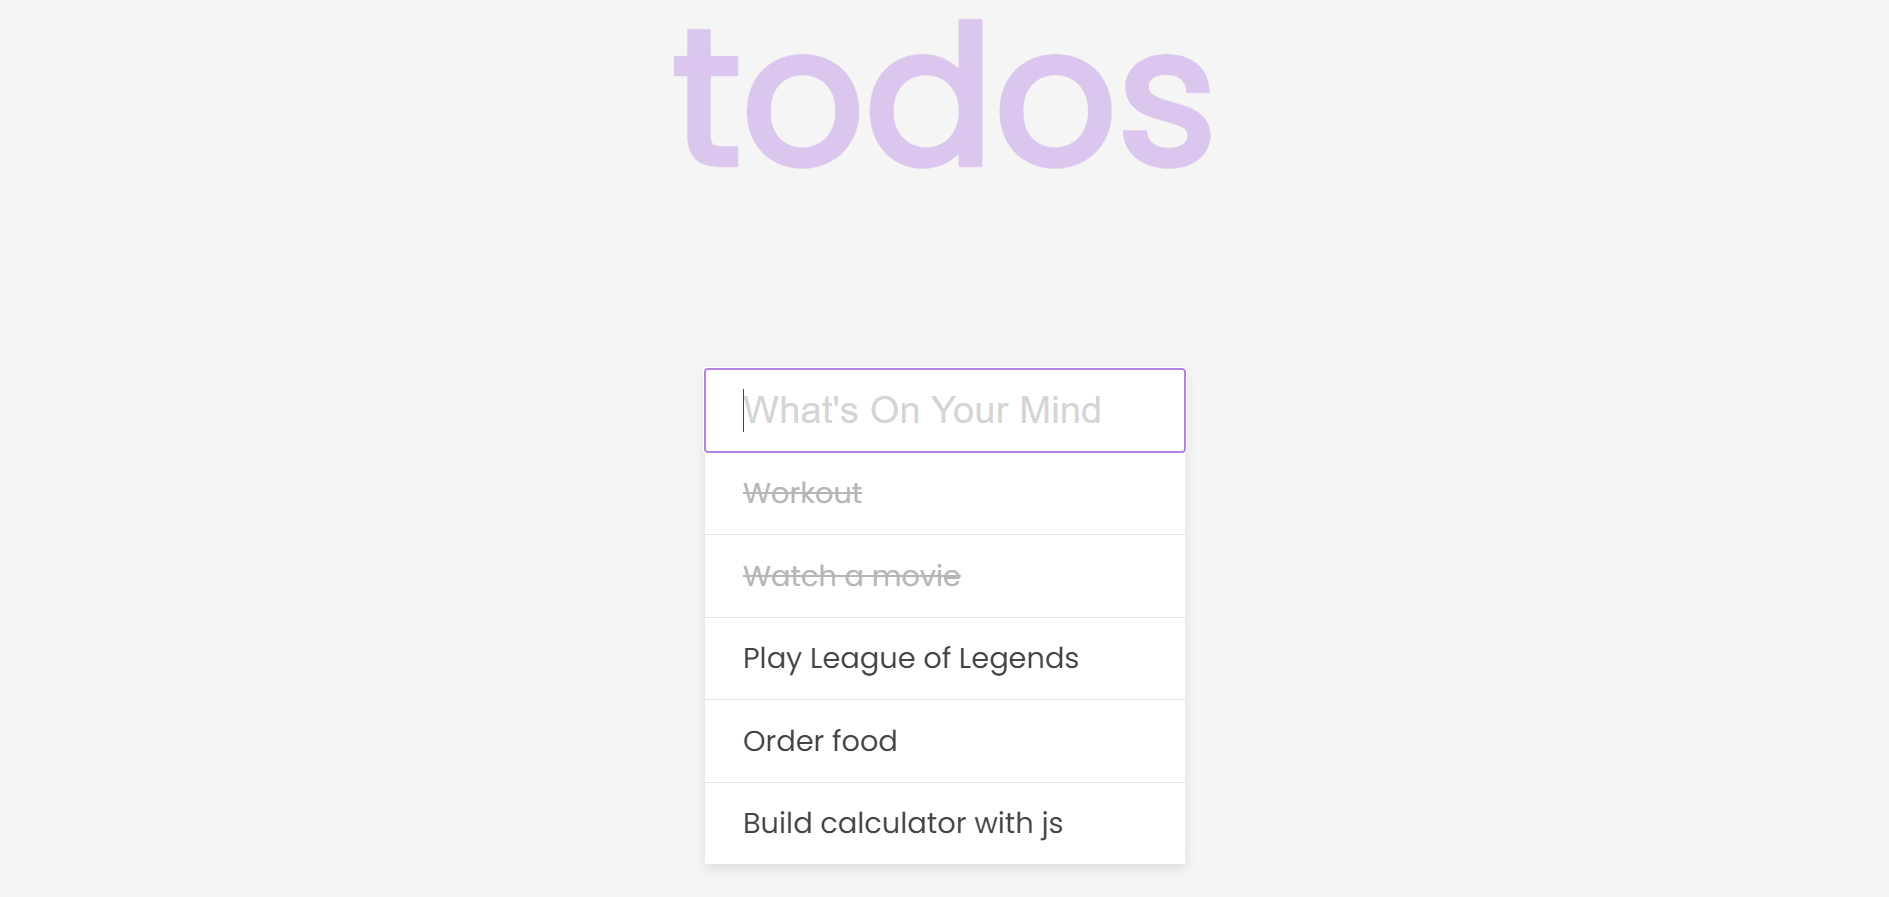 todos
What's On Your Mind
Workout
Watch a movie
Play League of Legends
Order food
Build calculator with js